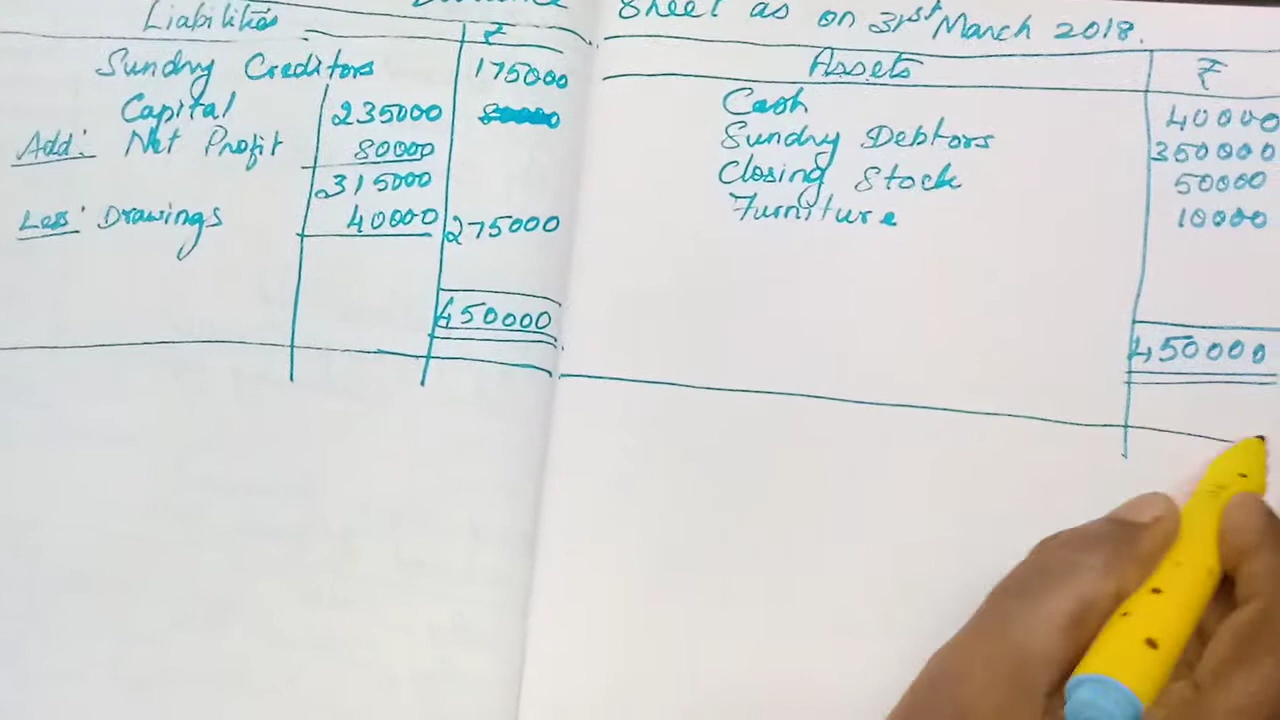 Sheet as on 31st March 2018.
Liabilities ₹
Sundry Creditors 175000
Capital 235000
Add: Net Profit 80000
315000
Less: Drawings 40000 275000
450000
Assets ₹
Cash 40000
Sundry Debtors 350000
Closing Stock 50000
Furniture 10000
450000